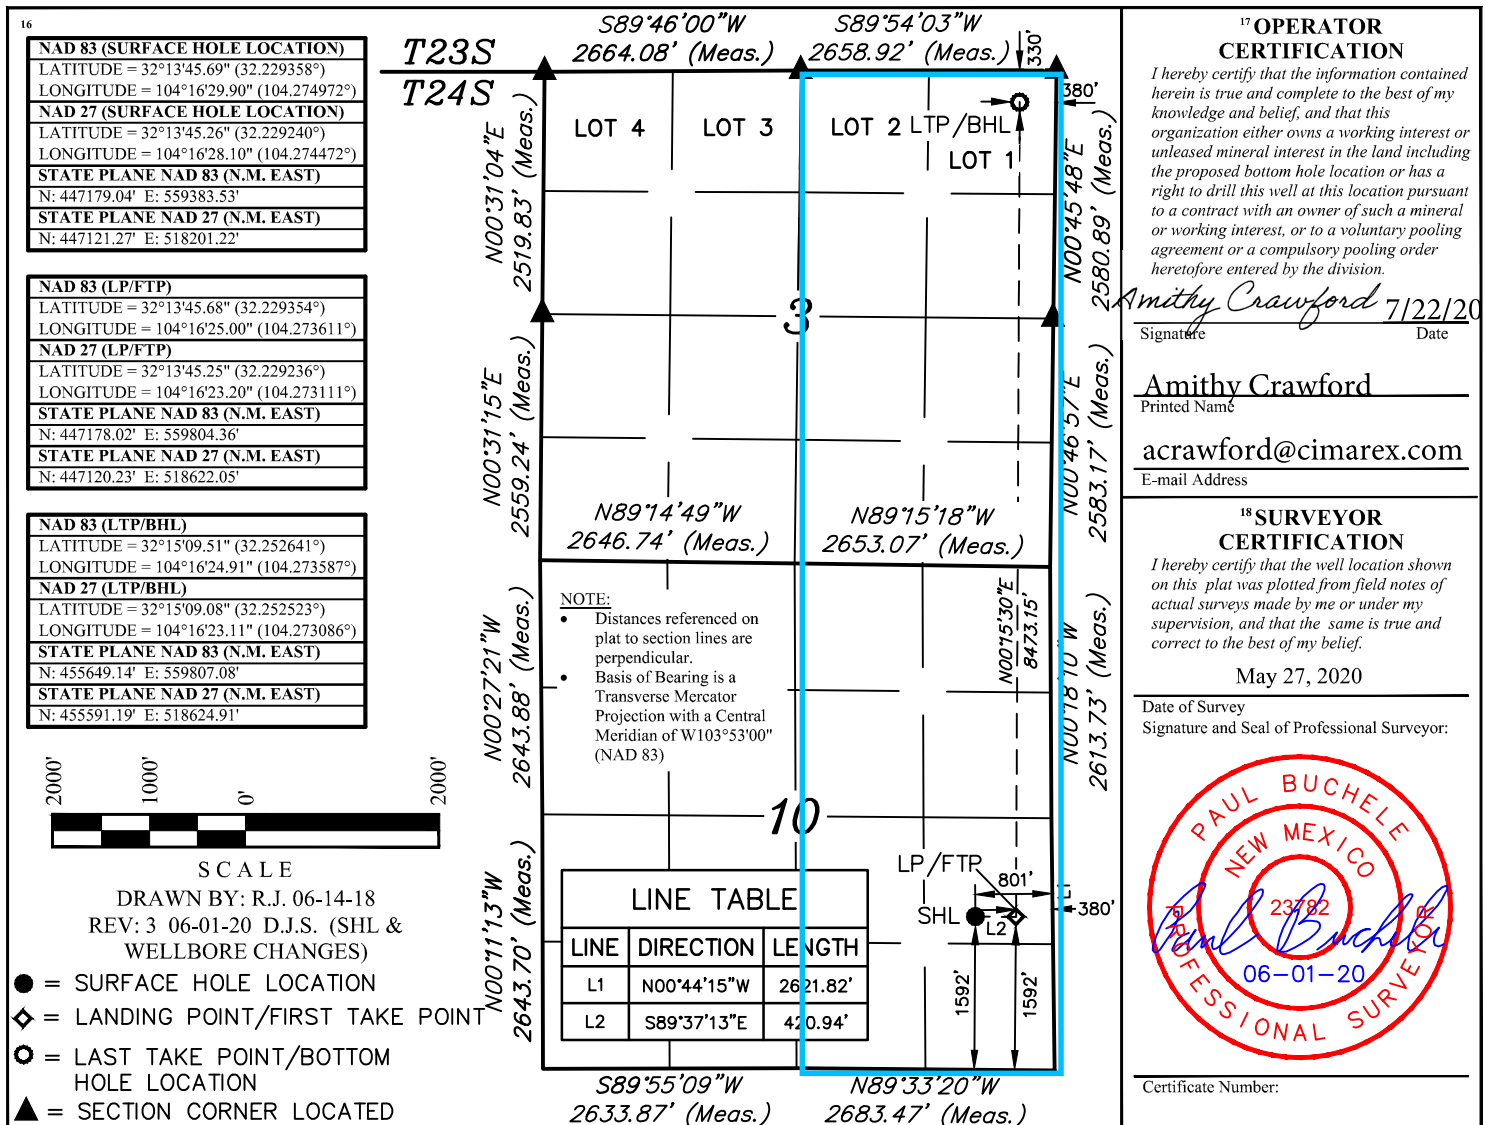 16
NAD 83 (SURFACE HOLE LOCATION)
LATITUDE = 32°13'45.69" (32.229358°)
LONGITUDE = 104°16'29.90" (104.274972°)
NAD 27 (SURFACE HOLE LOCATION)
LATITUDE = 32°13'45.26" (32.229240°)
LONGITUDE = 104°16'28.10" (104.274472°)
STATE PLANE NAD 83 (N.M. EAST)
N: 447179.04' E: 559383.53'
STATE PLANE NAD 27 (N.M. EAST)
N: 447121.27' E: 518201.22'
NAD 83 (LP/FTP)
LATITUDE = 32°13'45.68" (32.229354°)
LONGITUDE = 104°16'25.00" (104.273611°)
NAD 27 (LP/FTP)
LATITUDE = 32°13'45.25" (32.229236°)
LONGITUDE = 104°16'23.20" (104.273111°)
STATE PLANE NAD 83 (N.M. EAST)
N: 447178.02' E: 559804.36'
STATE PLANE NAD 27 (N.M. EAST)
N: 447120.23' E: 518622.05'
NAD 83 (LTP/BHL)
LATITUDE = 32°15'09.51" (32.252641°)
LONGITUDE = 104°16'24.91" (104.273587°)
NAD 27 (LTP/BHL)
LATITUDE = 32°15'09.08" (32.252523°)
LONGITUDE = 104°16'23.11" (104.273086°)
STATE PLANE NAD 83 (N.M. EAST)
N: 455649.14' E: 559807.08'
STATE PLANE NAD 27 (N.M. EAST)
N: 455591.19' E: 518624.91'
2000' 1000' 0' 2000'
SCALE
DRAWN BY: R.J. 06-14-18
REV: 3 06-01-20 D.J.S. (SHL &
WELLBORE CHANGES)
= SURFACE HOLE LOCATION
= LANDING POINT/FIRST TAKE POINT
= LAST TAKE POINT/BOTTOM
HOLE LOCATION
= SECTION CORNER LOCATED
T23S
T24S
S89°46'00"W
2664.08' (Meas.)
S89°54'03"W
2658.92' (Meas.)
330'
380'
LOT 4
LOT 3
LOT 2
LTP/BHL
LOT 1
N00°31'04"E
2519.83' (Meas.)
N00°45'48"E
2580.89' (Meas.)
3
N00°31'15"E
2559.24' (Meas.)
N00°46'57"E
2583.17' (Meas.)
N89°14'49"W
2646.74' (Meas.)
N89°15'18"W
2653.07' (Meas.)
NOTE:
• Distances referenced on
plat to section lines are
perpendicular.
• Basis of Bearing is a
Transverse Mercator
Projection with a Central
Meridian of W103°53'00"
(NAD 83)
N00°15'30"E
8473.15'
N00°27'21"W
2643.88' (Meas.)
N00°18'10"W
2613.73' (Meas.)
10
LP/FTP
801'
L1
SHL
L2
380'
1592'
1592'
N00°11'13"W
2643.70' (Meas.)
LINE TABLE
LINE DIRECTION LENGTH
L1 N00°44'15"W 2621.82'
L2 S89°37'13"E 420.94'
S89°55'09"W
2633.87' (Meas.)
N89°33'20"W
2683.47' (Meas.)
17 OPERATOR
CERTIFICATION
I hereby certify that the information contained
herein is true and complete to the best of my
knowledge and belief, and that this
organization either owns a working interest or
unleased mineral interest in the land including
the proposed bottom hole location or has a
right to drill this well at this location pursuant
to a contract with an owner of such a mineral
or working interest, or to a voluntary pooling
agreement or a compulsory pooling order
heretofore entered by the division.
Amithy Crawford 7/22/20
Signature Date
Amithy Crawford
Printed Name
acrawford@cimarex.com
E-mail Address
18 SURVEYOR
CERTIFICATION
I hereby certify that the well location shown
on this plat was plotted from field notes of
actual surveys made by me or under my
supervision, and that the same is true and
correct to the best of my belief.
May 27, 2020
Date of Survey
Signature and Seal of Professional Surveyor:
PAUL BUCHELE
NEW MEXICO
23782
Paul Buchele
06-01-20
PROFESSIONAL SURVEYOR
Certificate Number: